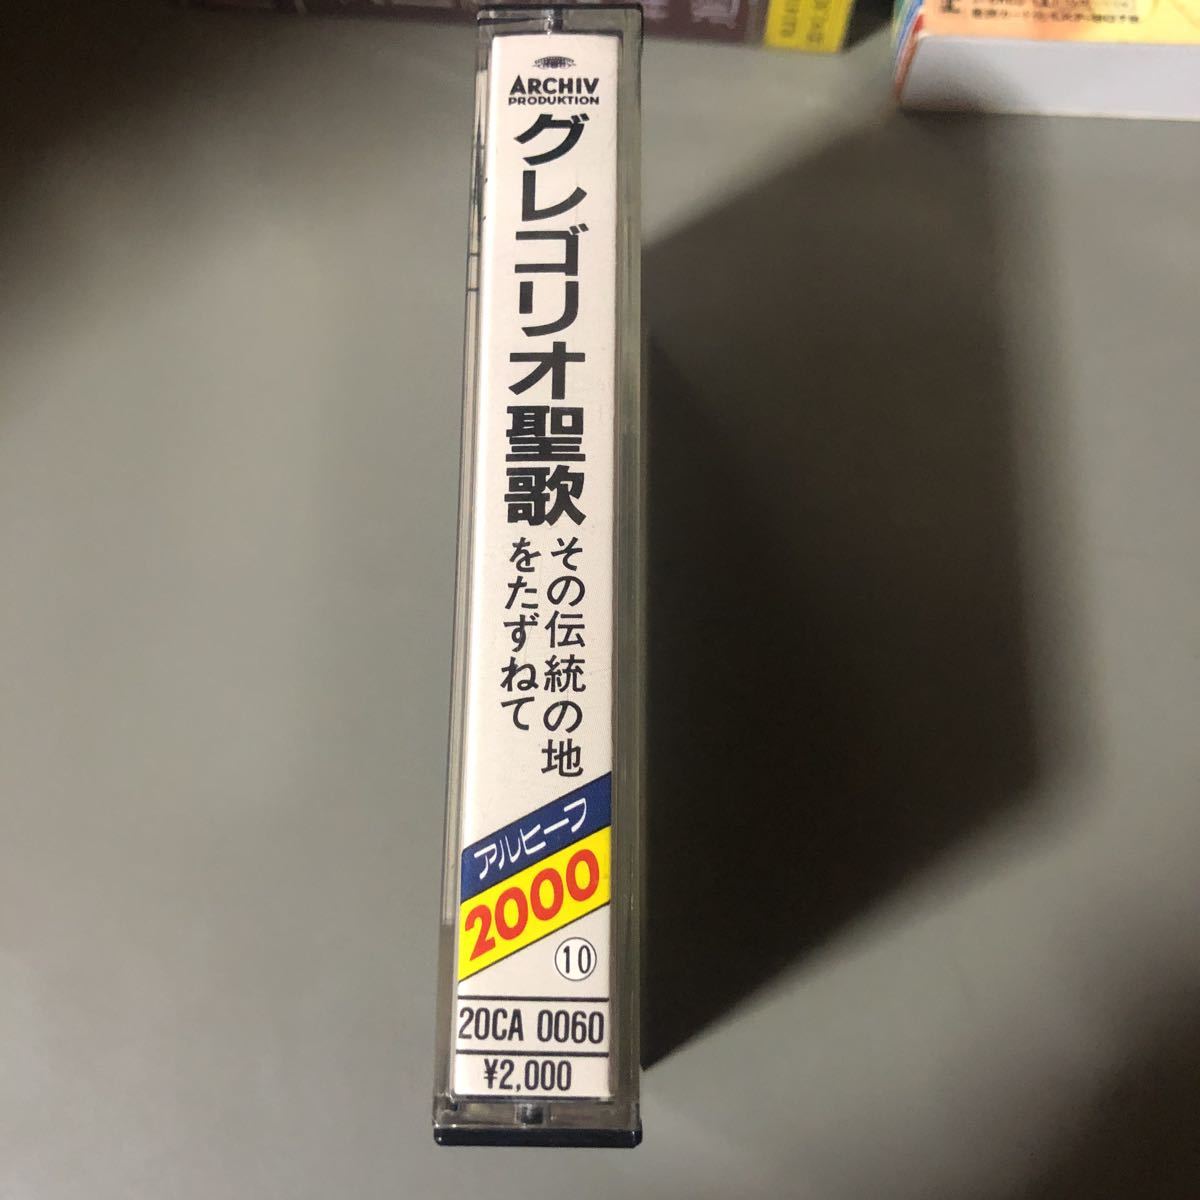 ARCHIV
PRODUKTION
グレゴリオ聖歌
その伝統の地
をたずねて
アルヒーフ
2000
10
20CA 0060
¥2,000